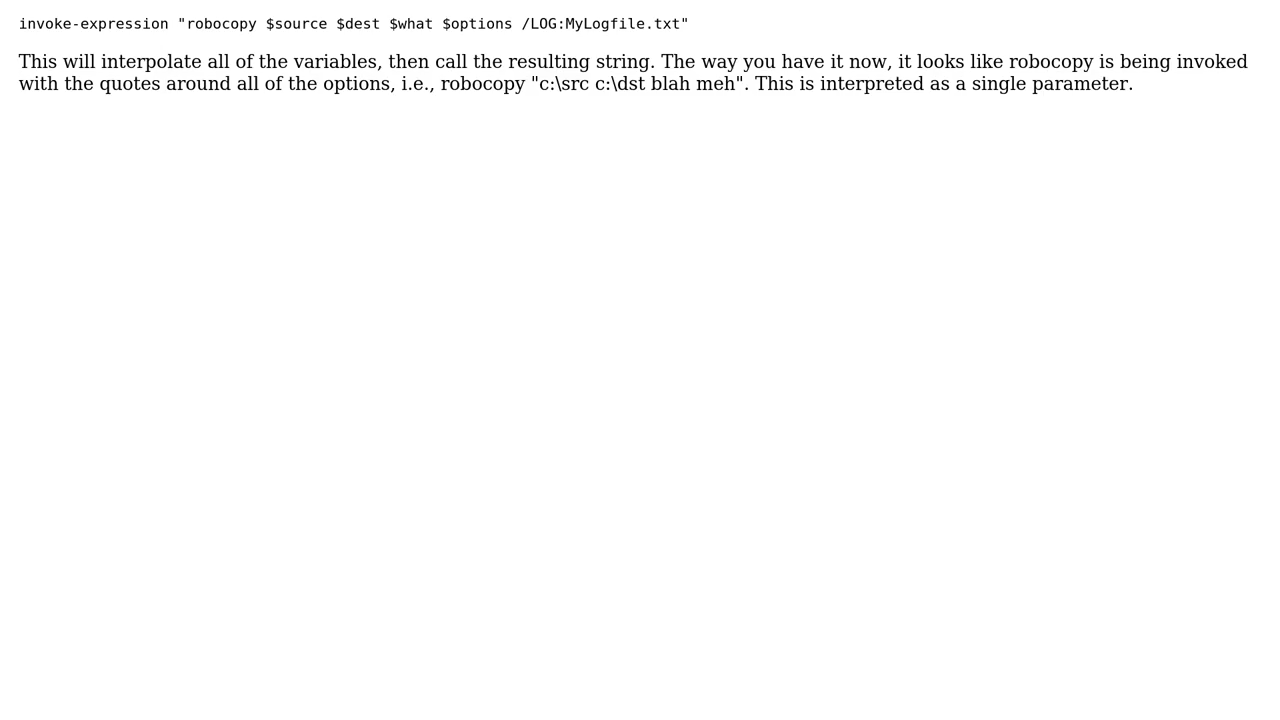 invoke-expression "robocopy $source $dest $what $options /LOG:MyLogfile.txt"
This will interpolate all of the variables, then call the resulting string. The way you have it now, it looks like robocopy is being invoked
with the quotes around all of the options, i.e., robocopy "c:\src c:\dst blah meh". This is interpreted as a single parameter.